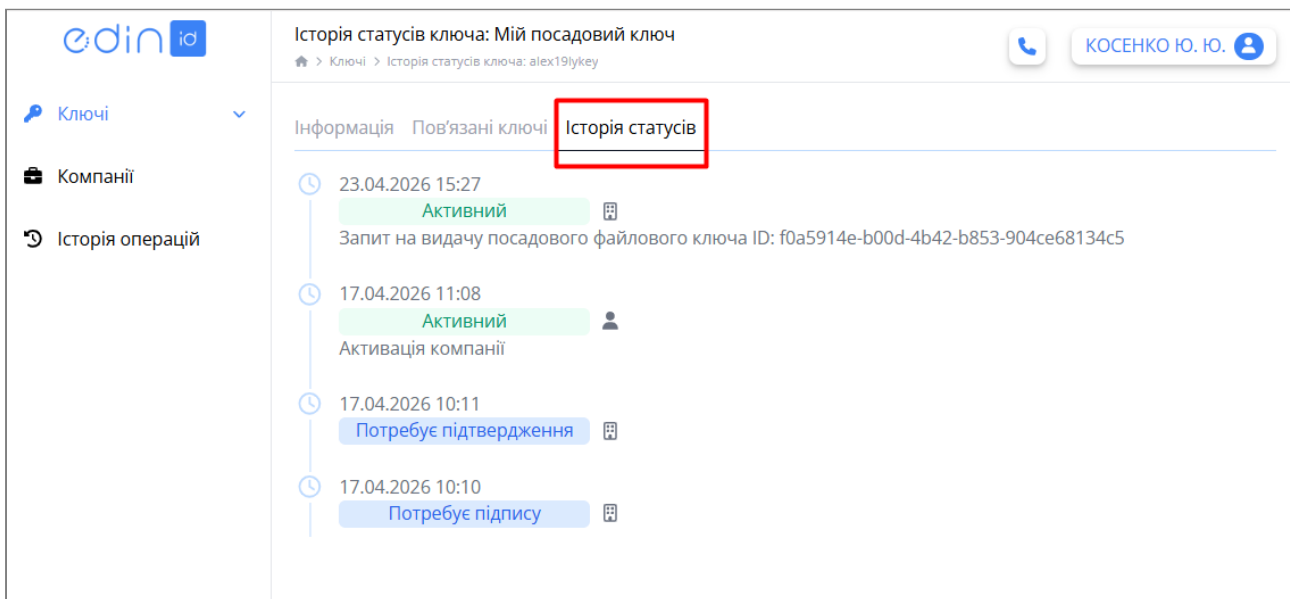 edin id
Історія статусів ключа: Мій посадовий ключ
> Ключі > Історія статусів ключа: alex19lykey
КОСЕНКО Ю. Ю.
Ключі
Компанії
Історія операцій
Інформація Пов'язані ключі Історія статусів
23.04.2026 15:27
Активний
Запит на видачу посадового файлового ключа ID: f0a5914e-b00d-4b42-b853-904ce68134c5
17.04.2026 11:08
Активний
Активація компанії
17.04.2026 10:11
Потребує підтвердження
17.04.2026 10:10
Потребує підпису